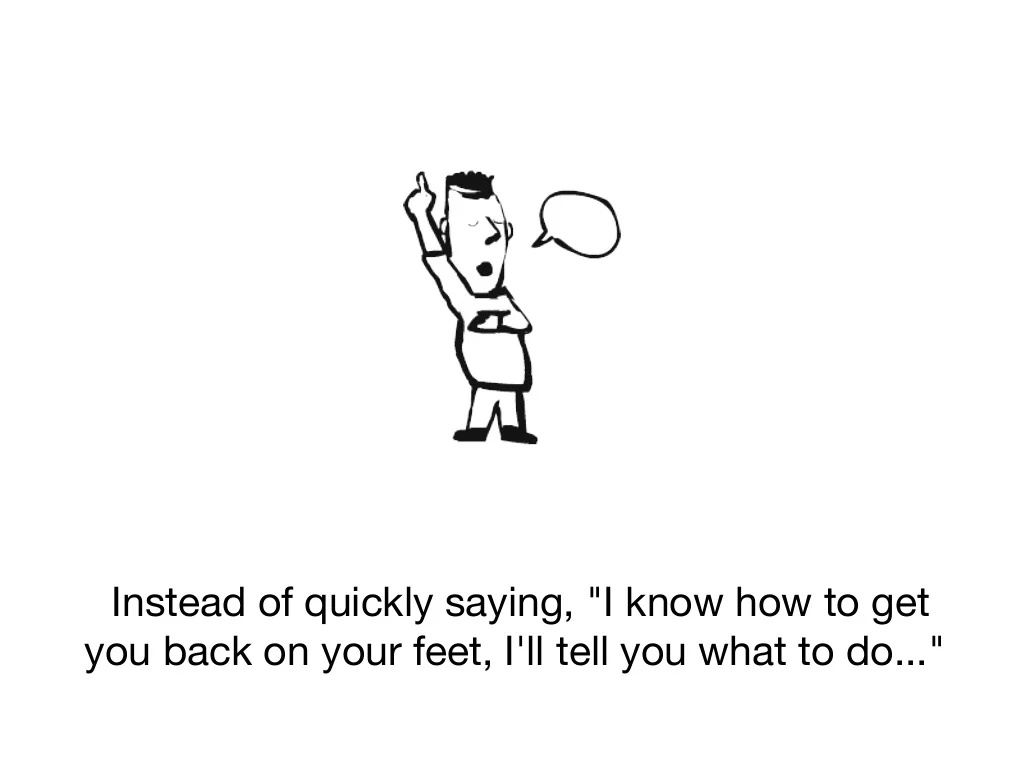 Instead of quickly saying, "I know how to get
you back on your feet, I'll tell you what to do..."